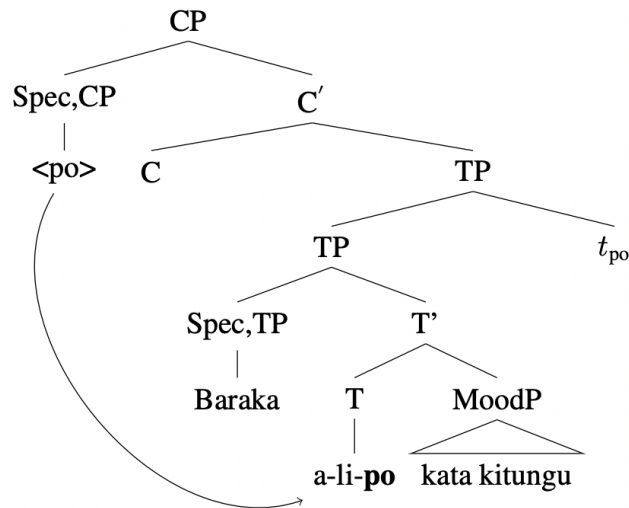 CP
Spec,CP C′
<po> C TP
TP t_po
Spec,TP T’
Baraka T MoodP
a-li-po kata kitungu